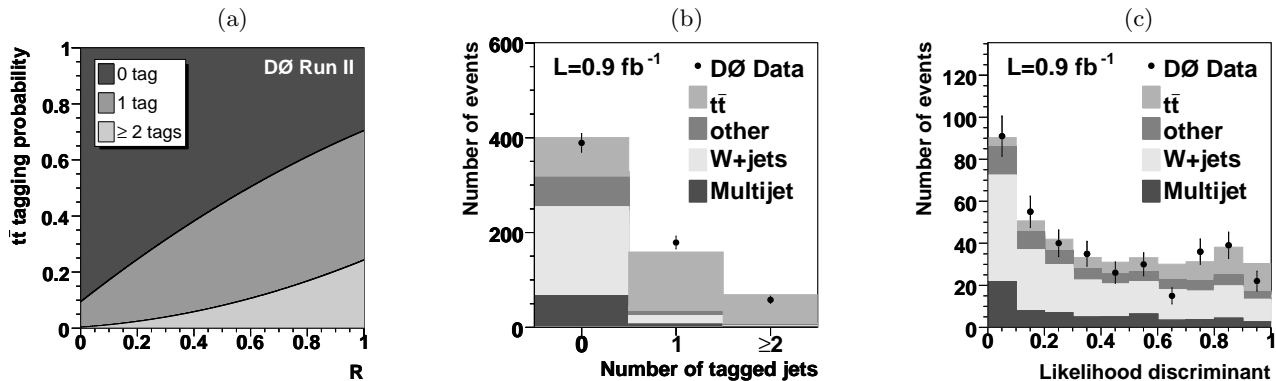 (a)
tt̄ tagging probability
1
0.8
0.6
0.4
0.2
0
0 0.2 0.4 0.6 0.8 1
R
0 tag
1 tag
≥ 2 tags
DØ Run II
(b)
Number of events
600
400
200
0
0 1 ≥2
Number of tagged jets
L=0.9 fb⁻¹
DØ Data
tt̄
other
W+jets
Multijet
(c)
Number of events
120
100
80
60
40
20
0
0 0.2 0.4 0.6 0.8 1
Likelihood discriminant
L=0.9 fb⁻¹
DØ Data
tt̄
other
W+jets
Multijet